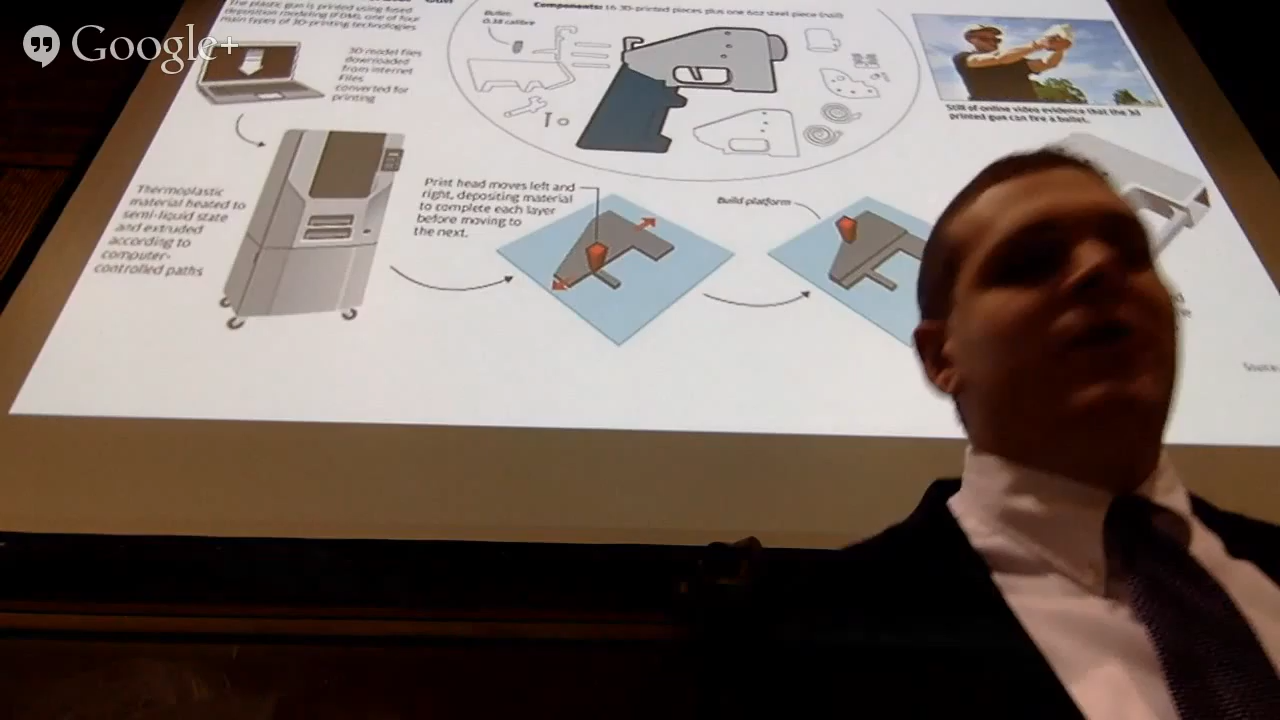 Google+
Gun
The plastic gun is printed using fused
deposition modeling (FDM), one of four
main types of 3D-printing technologies
3D model files
downloaded
from internet
Files
converted for
printing
Components: 16 3D-printed pieces plus one 6oz steel piece (nail)
Bullet:
0.38 calibre
Still of online video evidence that the 3D
printed gun can fire a bullet.
Thermoplastic
material heated to
semi-liquid state
and extruded
according to
computer-
controlled paths
Print head moves left and
right, depositing material
to complete each layer
before moving to
the next.
Build platform
Source: